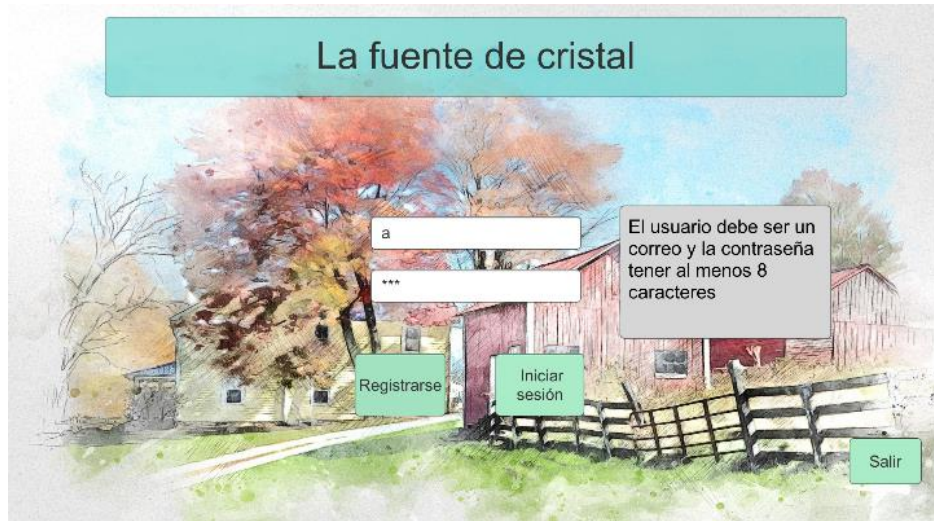 La fuente de cristal
a
***
El usuario debe ser un
correo y la contraseña
tener al menos 8
caracteres
Registrarse
Iniciar
sesión
Salir